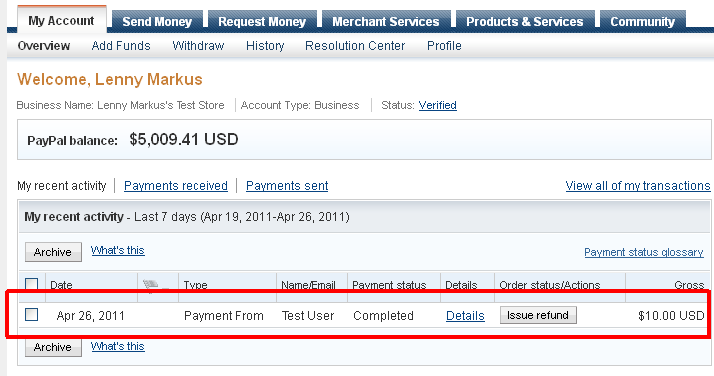 My Account Send Money Request Money Merchant Services Products & Services Community
Overview Add Funds Withdraw History Resolution Center Profile
Welcome, Lenny Markus
Business Name: Lenny Markus's Test Store Account Type: Business Status: Verified
PayPal balance: $5,009.41 USD
My recent activity Payments received Payments sent View all of my transactions
My recent activity - Last 7 days (Apr 19, 2011-Apr 26, 2011)
Archive What's this Payment status glossary
Date Type Name/Email Payment status Details Order status/Actions Gross
Apr 26, 2011 Payment From Test User Completed Details Issue refund $10.00 USD
Archive What's this